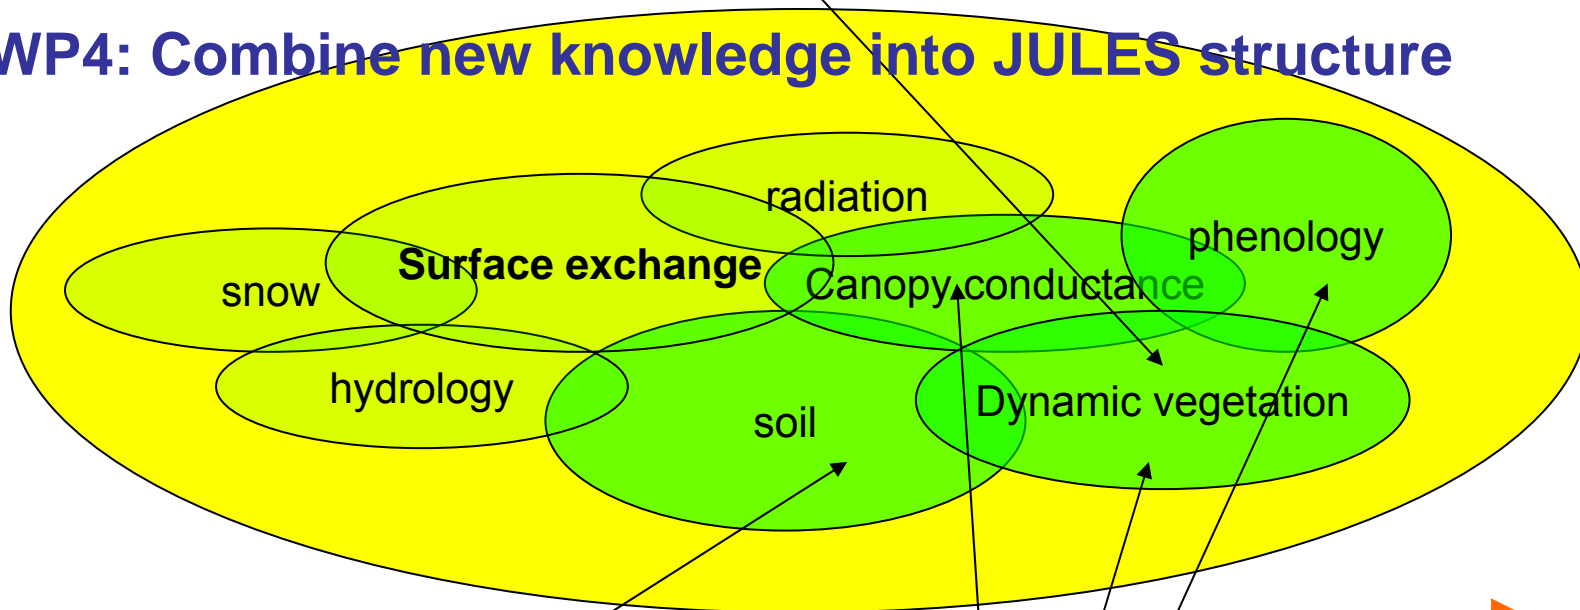 WP4: Combine new knowledge into JULES structure
radiation
phenology
Surface exchange
Canopy conductance
snow
hydrology
Dynamic vegetation
soil